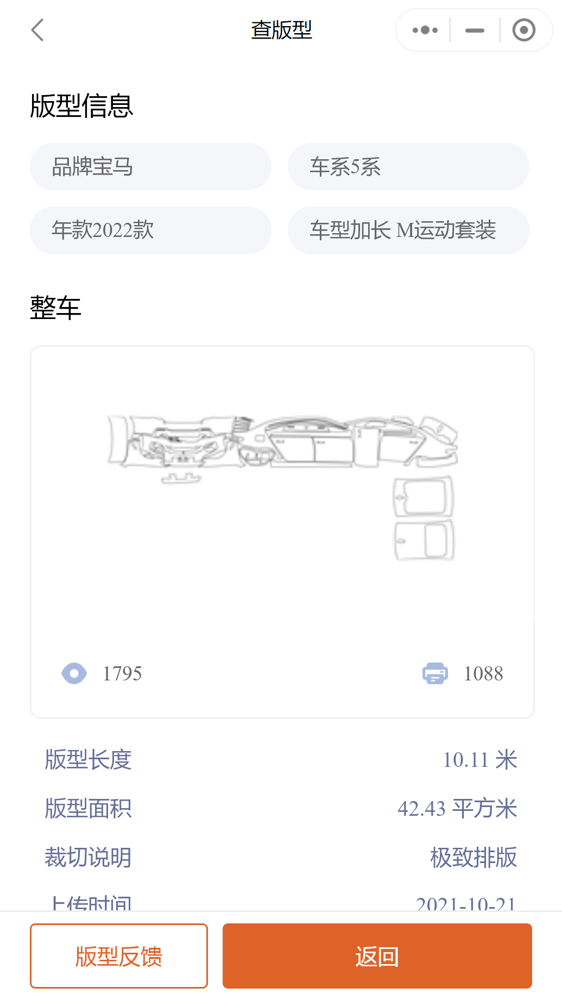 查版型
版型信息
品牌宝马
车系5系
年款2022款
车型加长 M运动套装
整车
1795
1088
版型长度
10.11 米
版型面积
42.43 平方米
裁切说明
极致排版
上传时间
2021-10-21
版型反馈
返回